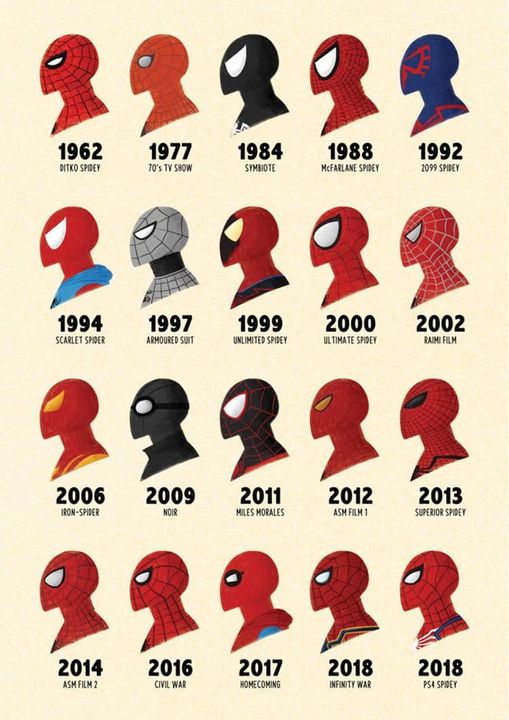 1962 1977 1984 1988 1992
DITKO SPIDEY 70's TV SHOW SYMBIOTE McFARLANE SPIDEY 2099 SPIDEY
1994 1997 1999 2000 2002
SCARLET SPIDER ARMOURED SUIT UNLIMITED SPIDEY ULTIMATE SPIDEY RAIMI FILM
2006 2009 2011 2012 2013
IRON-SPIDER NOIR MILES MORALES ASM FILM 1 SUPERIOR SPIDEY
2014 2016 2017 2018 2018
ASM FILM 2 CIVIL WAR HOMECOMING INFINITY WAR PS4 SPIDEY